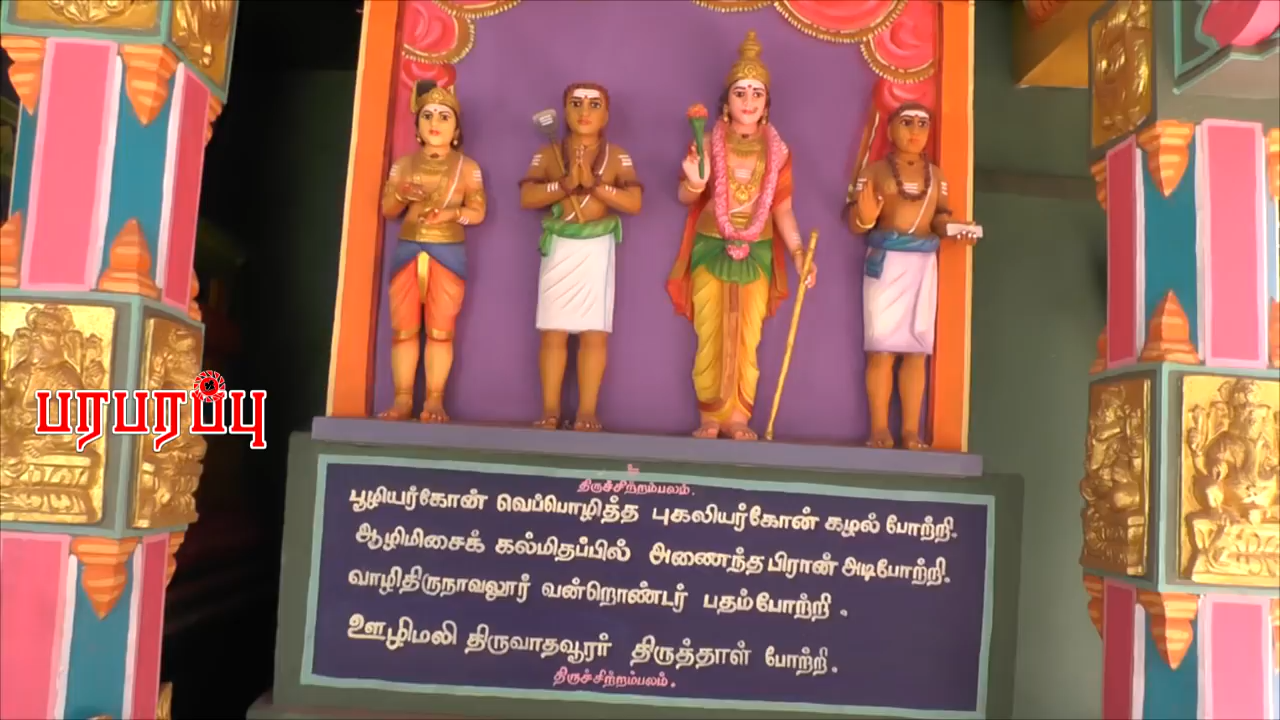 பரபரப்பு
திருச்சிற்றம்பலம்.
பூழியர்கோன் வெப்பொழித்த புகலியர்கோன் கழல் போற்றி.
ஆழிமிசைக் கல்மிதப்பில் அணைந்த பிரான் அடிபோற்றி.
வாழிதிருநாவலூர் வன்றொண்டர் பதம்போற்றி.
ஊழிமலி திருவாதவூரர் திருத்தாள் போற்றி.
திருச்சிற்றம்பலம்.